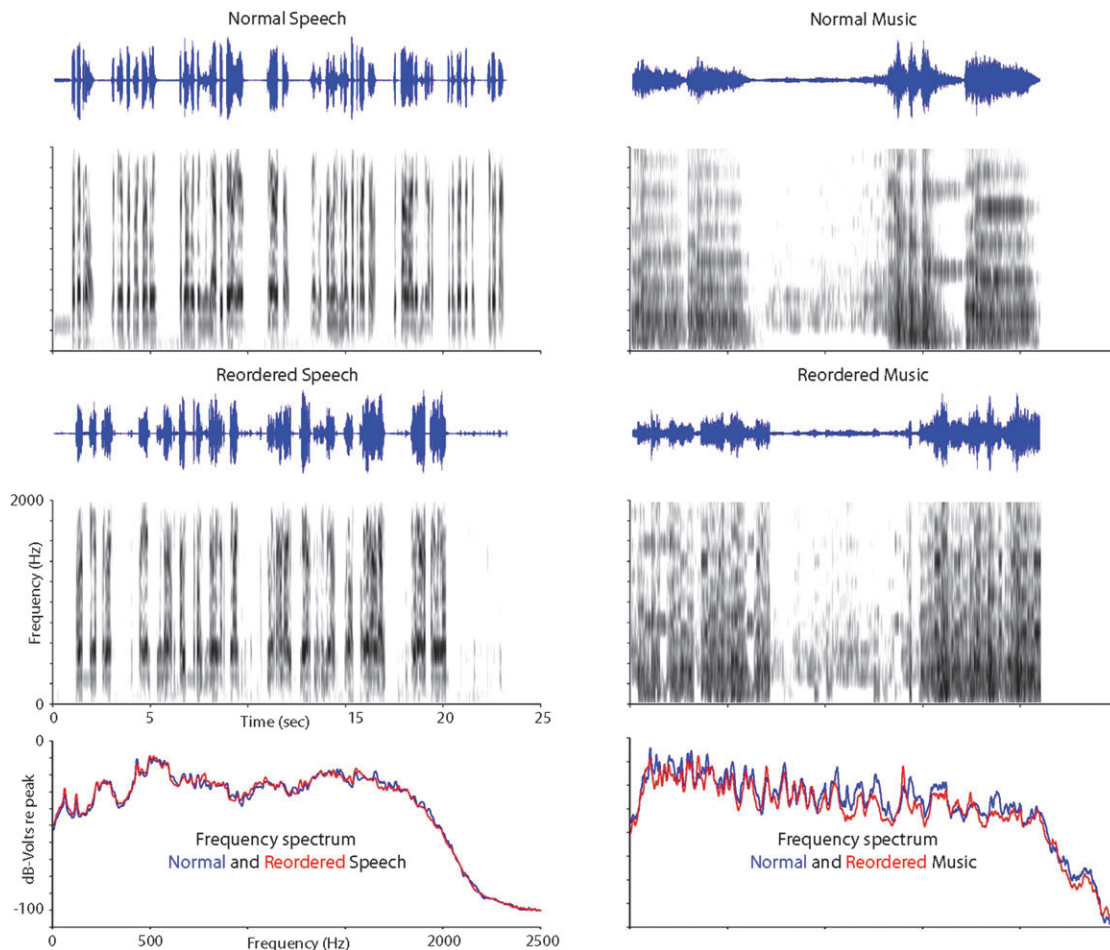 Normal Speech
Normal Music
Reordered Speech
Reordered Music
2000
Frequency (Hz)
0
0 5 15 20 25
Time (sec)
0
dB-Volts re peak
-100
Frequency spectrum
Normal and Reordered Speech
Frequency spectrum
Normal and Reordered Music
0 500 2000 2500
Frequency (Hz)